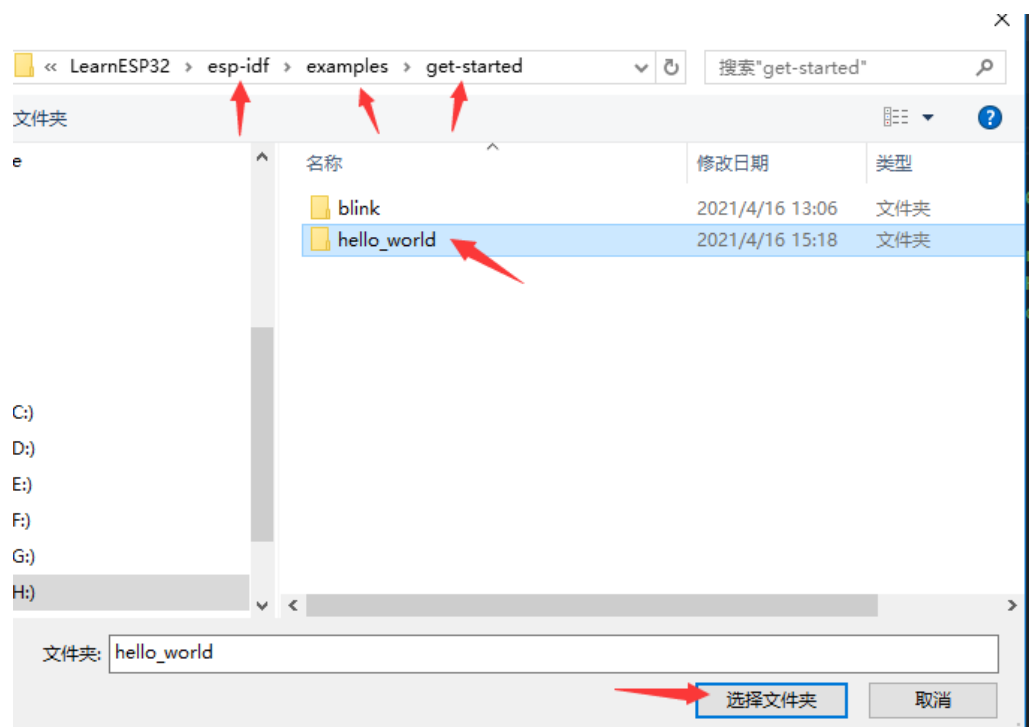 « LearnESP32 › esp-idf › examples › get-started 搜索"get-started"
文件夹
e
名称 修改日期 类型
blink 2021/4/16 13:06 文件夹
hello_world 2021/4/16 15:18 文件夹
C:)
D:)
E:)
F:)
G:)
H:)
文件夹: hello_world
选择文件夹 取消